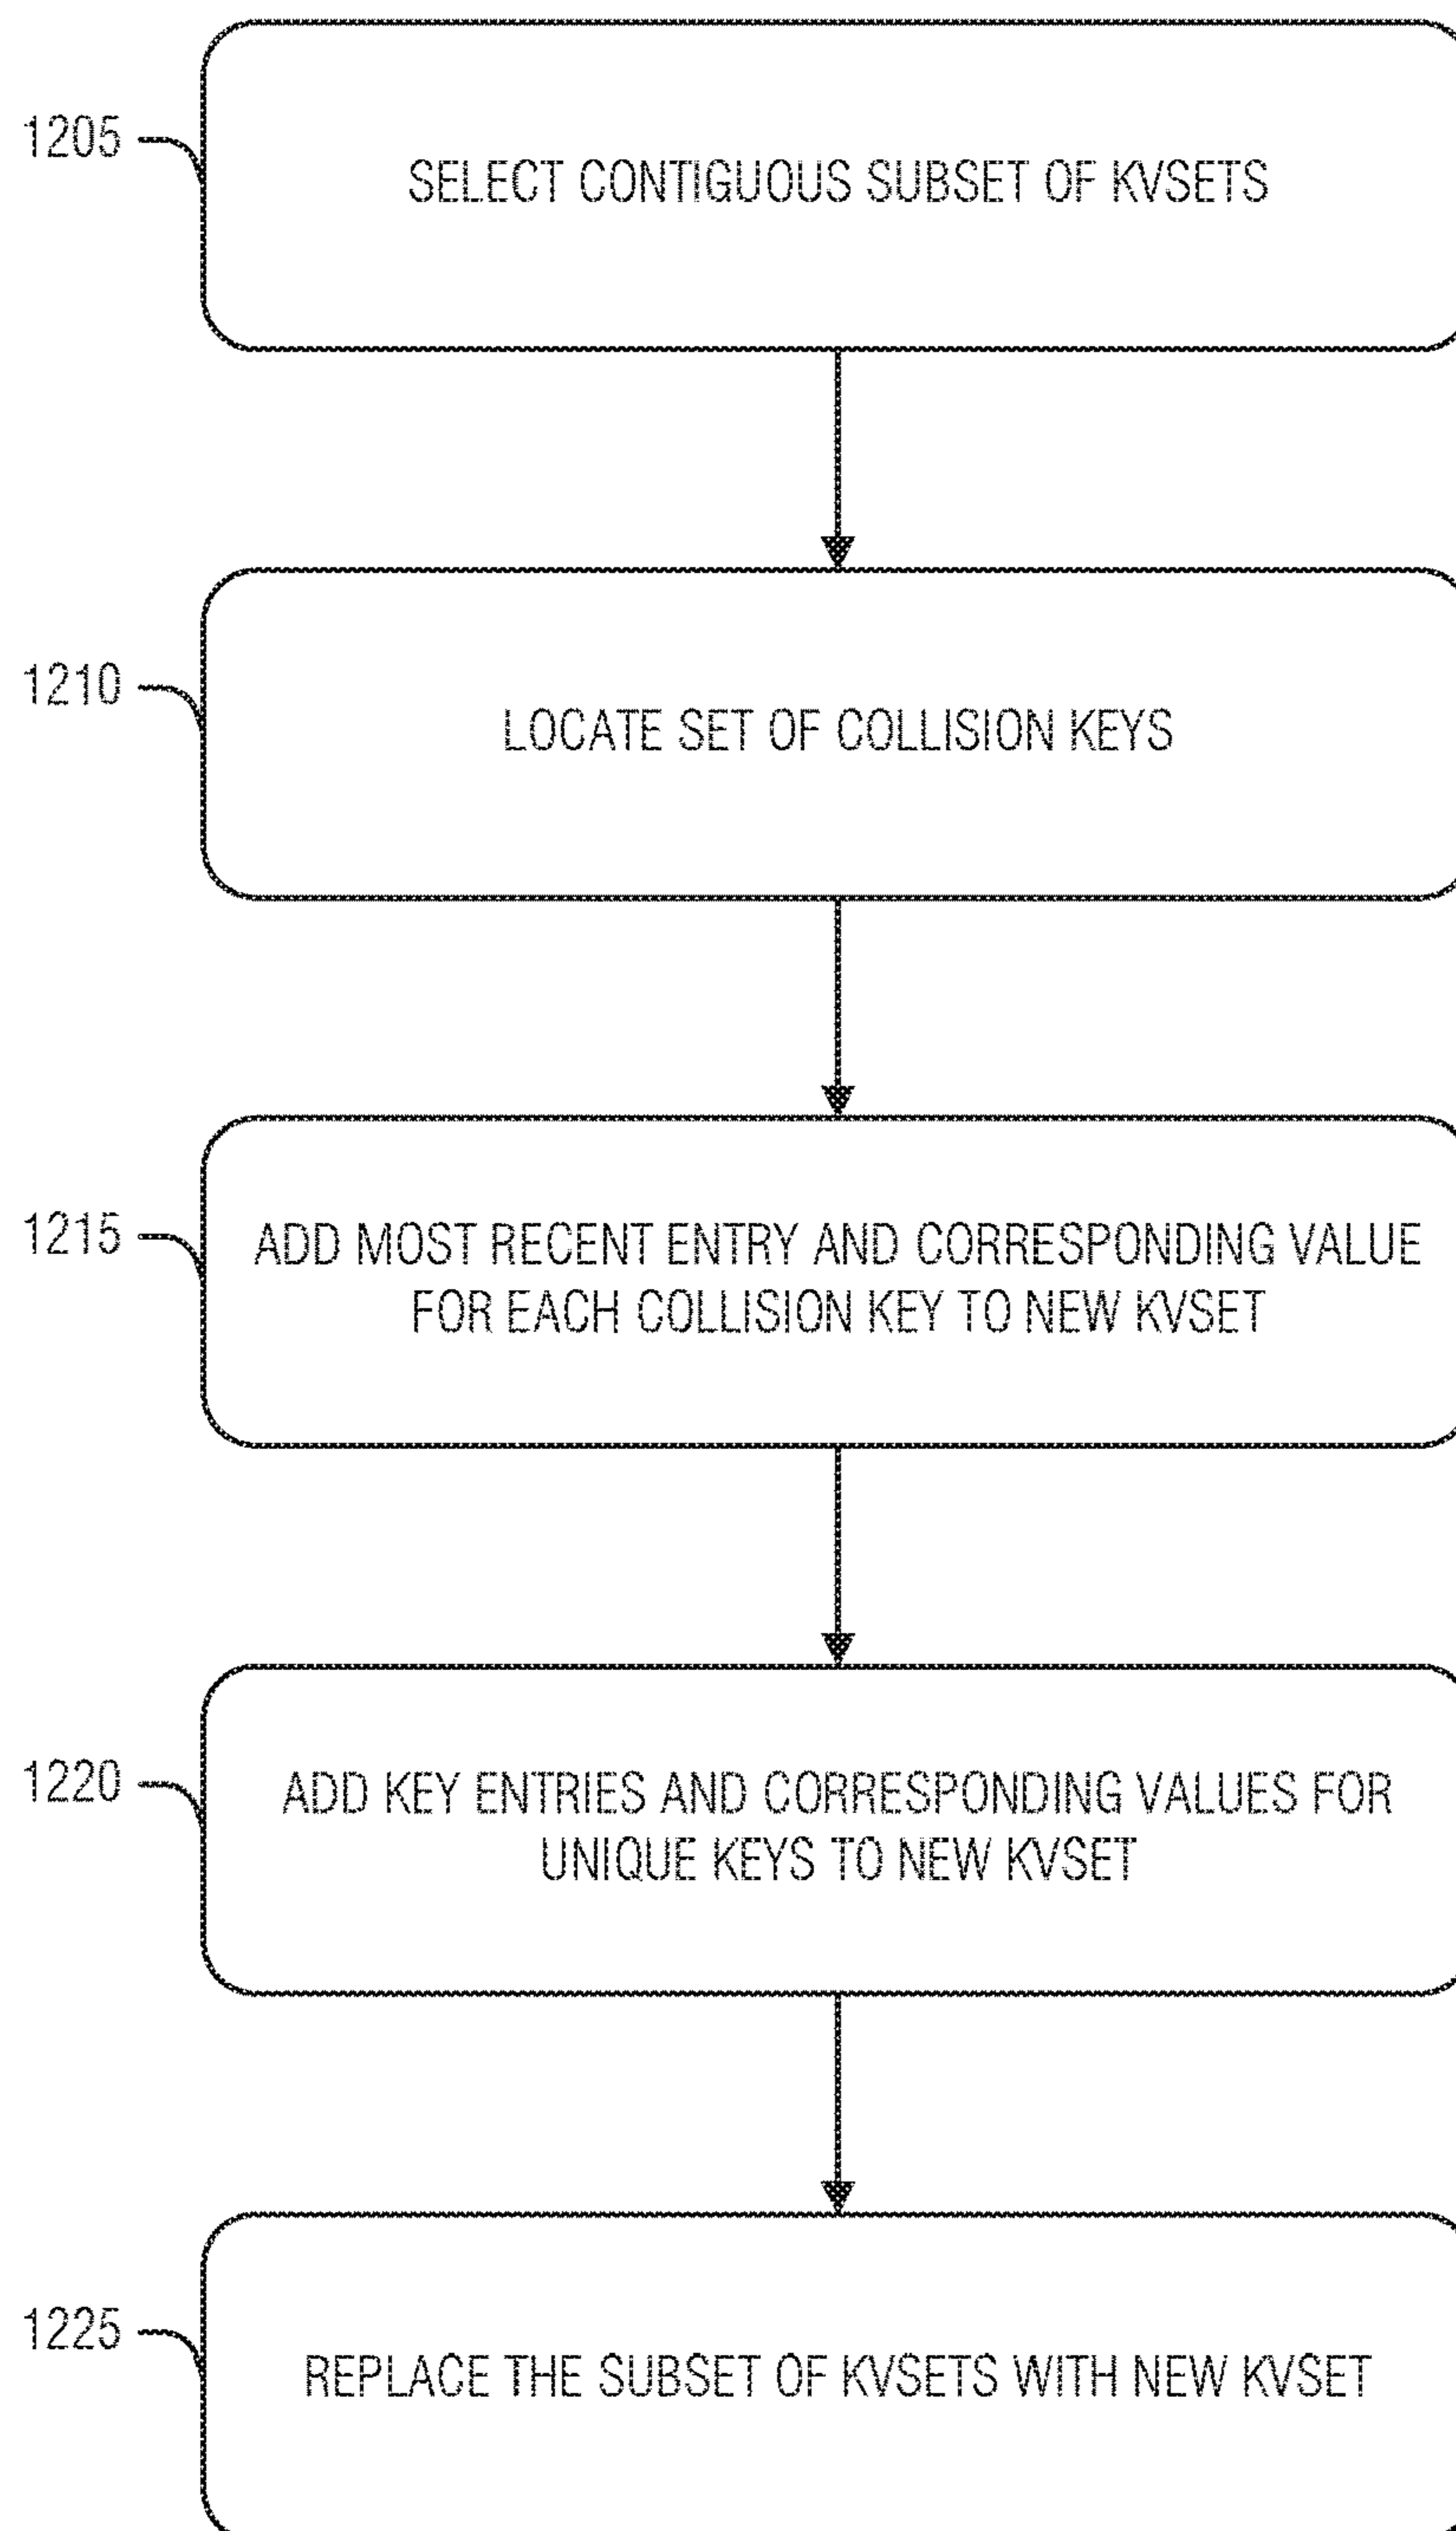 1205
SELECT CONTIGUOUS SUBSET OF KVSETS
1210
LOCATE SET OF COLLISION KEYS
1215
ADD MOST RECENT ENTRY AND CORRESPONDING VALUE
FOR EACH COLLISION KEY TO NEW KVSET
1220
ADD KEY ENTRIES AND CORRESPONDING VALUES FOR
UNIQUE KEYS TO NEW KVSET
1225
REPLACE THE SUBSET OF KVSETS WITH NEW KVSET